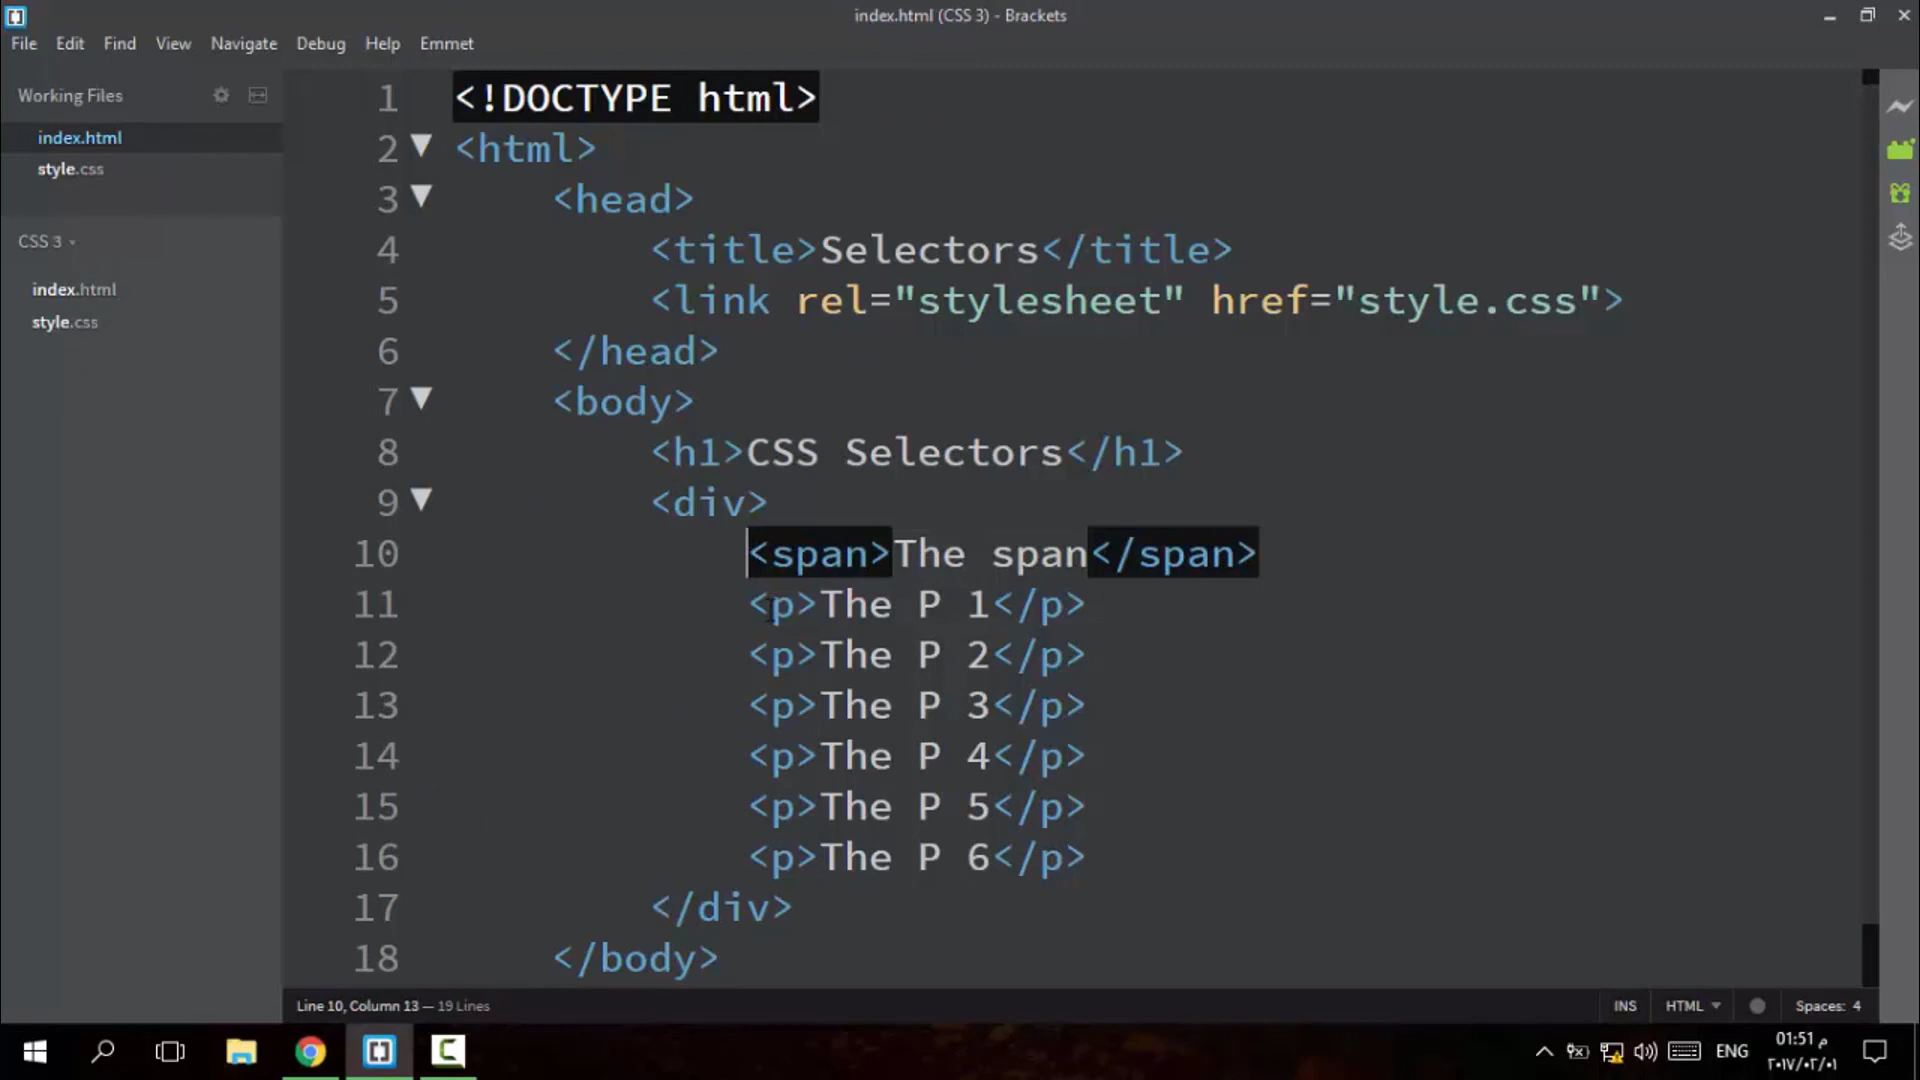 index.html (CSS 3) - Brackets
File Edit Find View Navigate Debug Help Emmet
Working Files
index.html
style.css
CSS 3
index.html
style.css
1 <!DOCTYPE html>
2 <html>
3 <head>
4 <title>Selectors</title>
5 <link rel="stylesheet" href="style.css">
6 </head>
7 <body>
8 <h1>CSS Selectors</h1>
9 <div>
10 <span>The span</span>
11 <p>The P 1</p>
12 <p>The P 2</p>
13 <p>The P 3</p>
14 <p>The P 4</p>
15 <p>The P 5</p>
16 <p>The P 6</p>
17 </div>
18 </body>
Line 10, Column 13 — 19 Lines
INS HTML Spaces: 4
ENG
01:51 م
٢٠١٧/٠٢/٠١